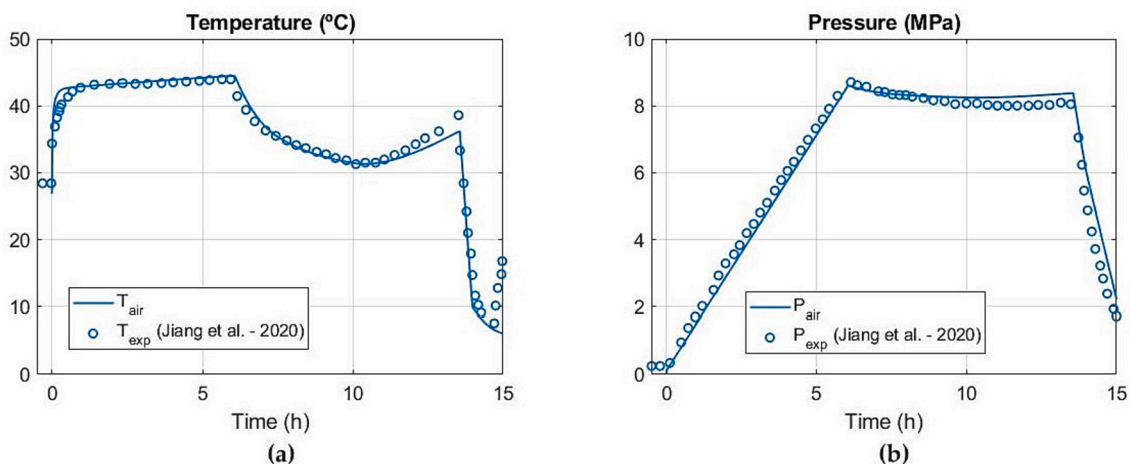 Temperature (ºC)
50
40
30
20
10
0
T_air
T_exp (Jiang et al. - 2020)
0 5 10 15
Time (h)
(a)
Pressure (MPa)
10
8
6
4
2
0
P_air
P_exp (Jiang et al. - 2020)
0 5 10 15
Time (h)
(b)